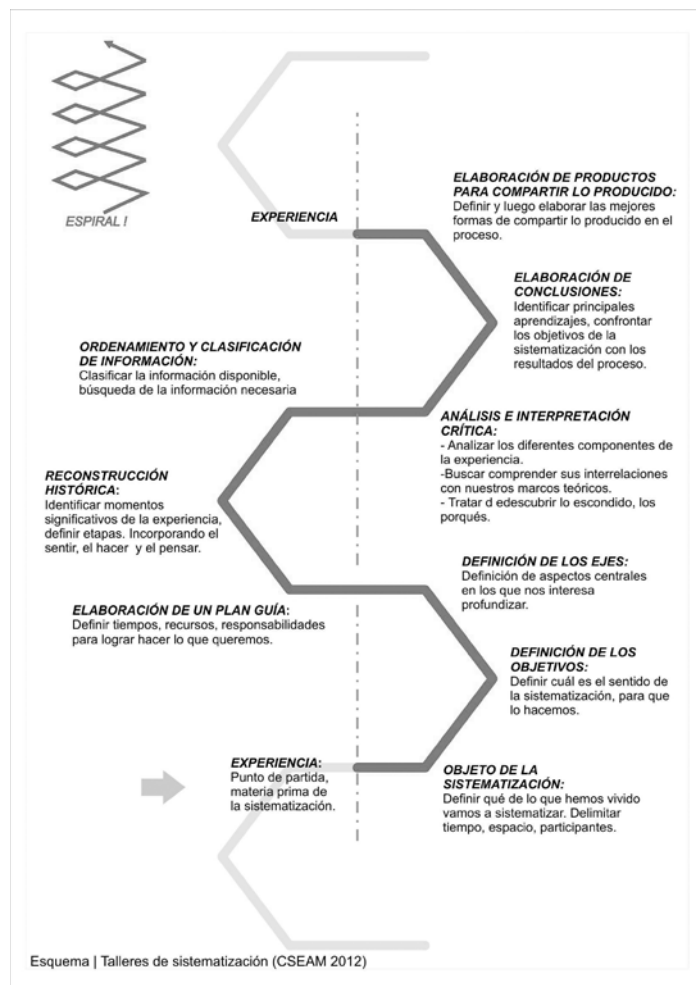 ESPIRAL !
EXPERIENCIA
ELABORACIÓN DE PRODUCTOS
PARA COMPARTIR LO PRODUCIDO:
Definir y luego elaborar las mejores
formas de compartir lo producido en el
proceso.
ELABORACIÓN DE
CONCLUSIONES:
Identificar principales
aprendizajes, confrontar
los objetivos de la
sistematización con los
resultados del proceso.
ORDENAMIENTO Y CLASIFICACIÓN
DE INFORMACIÓN:
Clasificar la información disponible,
búsqueda de la información necesaria
ANÁLISIS E INTERPRETACIÓN
CRÍTICA:
- Analizar los diferentes componentes de
la experiencia.
-Buscar comprender sus interrelaciones
con nuestros marcos teóricos.
- Tratar d edescubrir lo escondido, los
porqués.
RECONSTRUCCIÓN
HISTÓRICA:
Identificar momentos
significativos de la experiencia,
definir etapas. Incorporando el
sentir, el hacer y el pensar.
DEFINICIÓN DE LOS EJES:
Definición de aspectos centrales
en los que nos interesa
profundizar.
ELABORACIÓN DE UN PLAN GUÍA:
Definir tiempos, recursos, responsabilidades
para lograr hacer lo que queremos.
DEFINICIÓN DE LOS
OBJETIVOS:
Definir cuál es el sentido de
la sistematización, para que
lo hacemos.
EXPERIENCIA:
Punto de partida,
materia prima de
la sistematización.
OBJETO DE LA
SISTEMATIZACIÓN:
Definir qué de lo que hemos vivido
vamos a sistematizar. Delimitar
tiempo, espacio, participantes.
Esquema | Talleres de sistematización (CSEAM 2012)